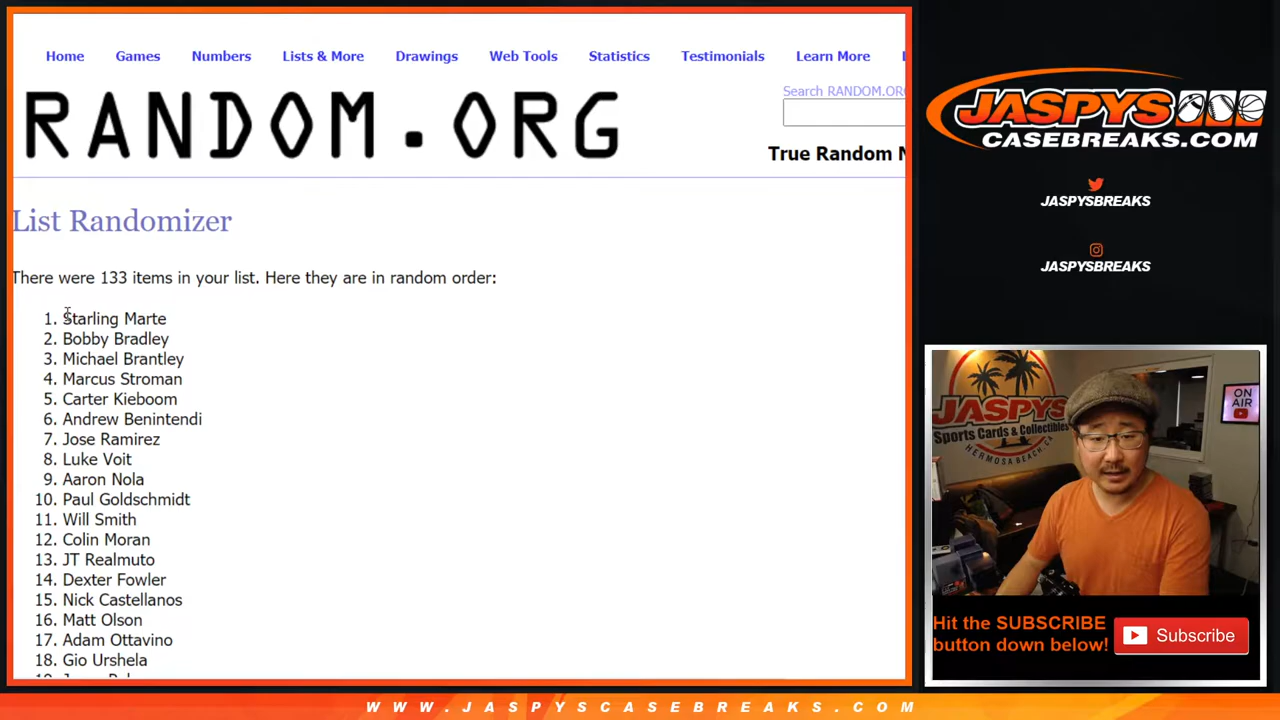 Home Games Numbers Lists & More Drawings Web Tools Statistics Testimonials Learn More
Search RANDOM.ORG
RANDOM.ORG
True Random
List Randomizer
There were 133 items in your list. Here they are in random order:
1. Starling Marte
2. Bobby Bradley
3. Michael Brantley
4. Marcus Stroman
5. Carter Kieboom
6. Andrew Benintendi
7. Jose Ramirez
8. Luke Voit
9. Aaron Nola
10. Paul Goldschmidt
11. Will Smith
12. Colin Moran
13. JT Realmuto
14. Dexter Fowler
15. Nick Castellanos
16. Matt Olson
17. Adam Ottavino
18. Gio Urshela
JASPYS
CASEBREAKS.COM
JASPYSBREAKS
JASPYSBREAKS
JASPYS
Sports Cards & Collectibles
HERMOSA BEACH, CA
ON
AIR
Hit the SUBSCRIBE
button down below!
Subscribe
WWW.JASPYSCASEBREAKS.COM